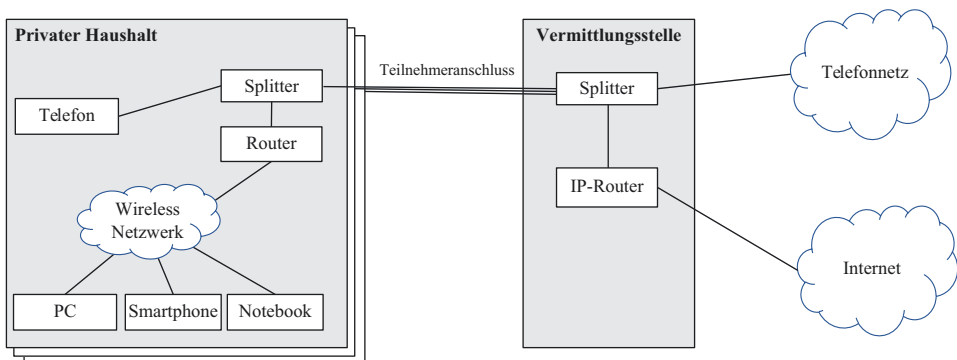 Privater Haushalt
Splitter
Telefon
Router
Wireless
Netzwerk
PC
Smartphone
Notebook
Teilnehmeranschluss
Vermittlungsstelle
Splitter
IP-Router
Telefonnetz
Internet